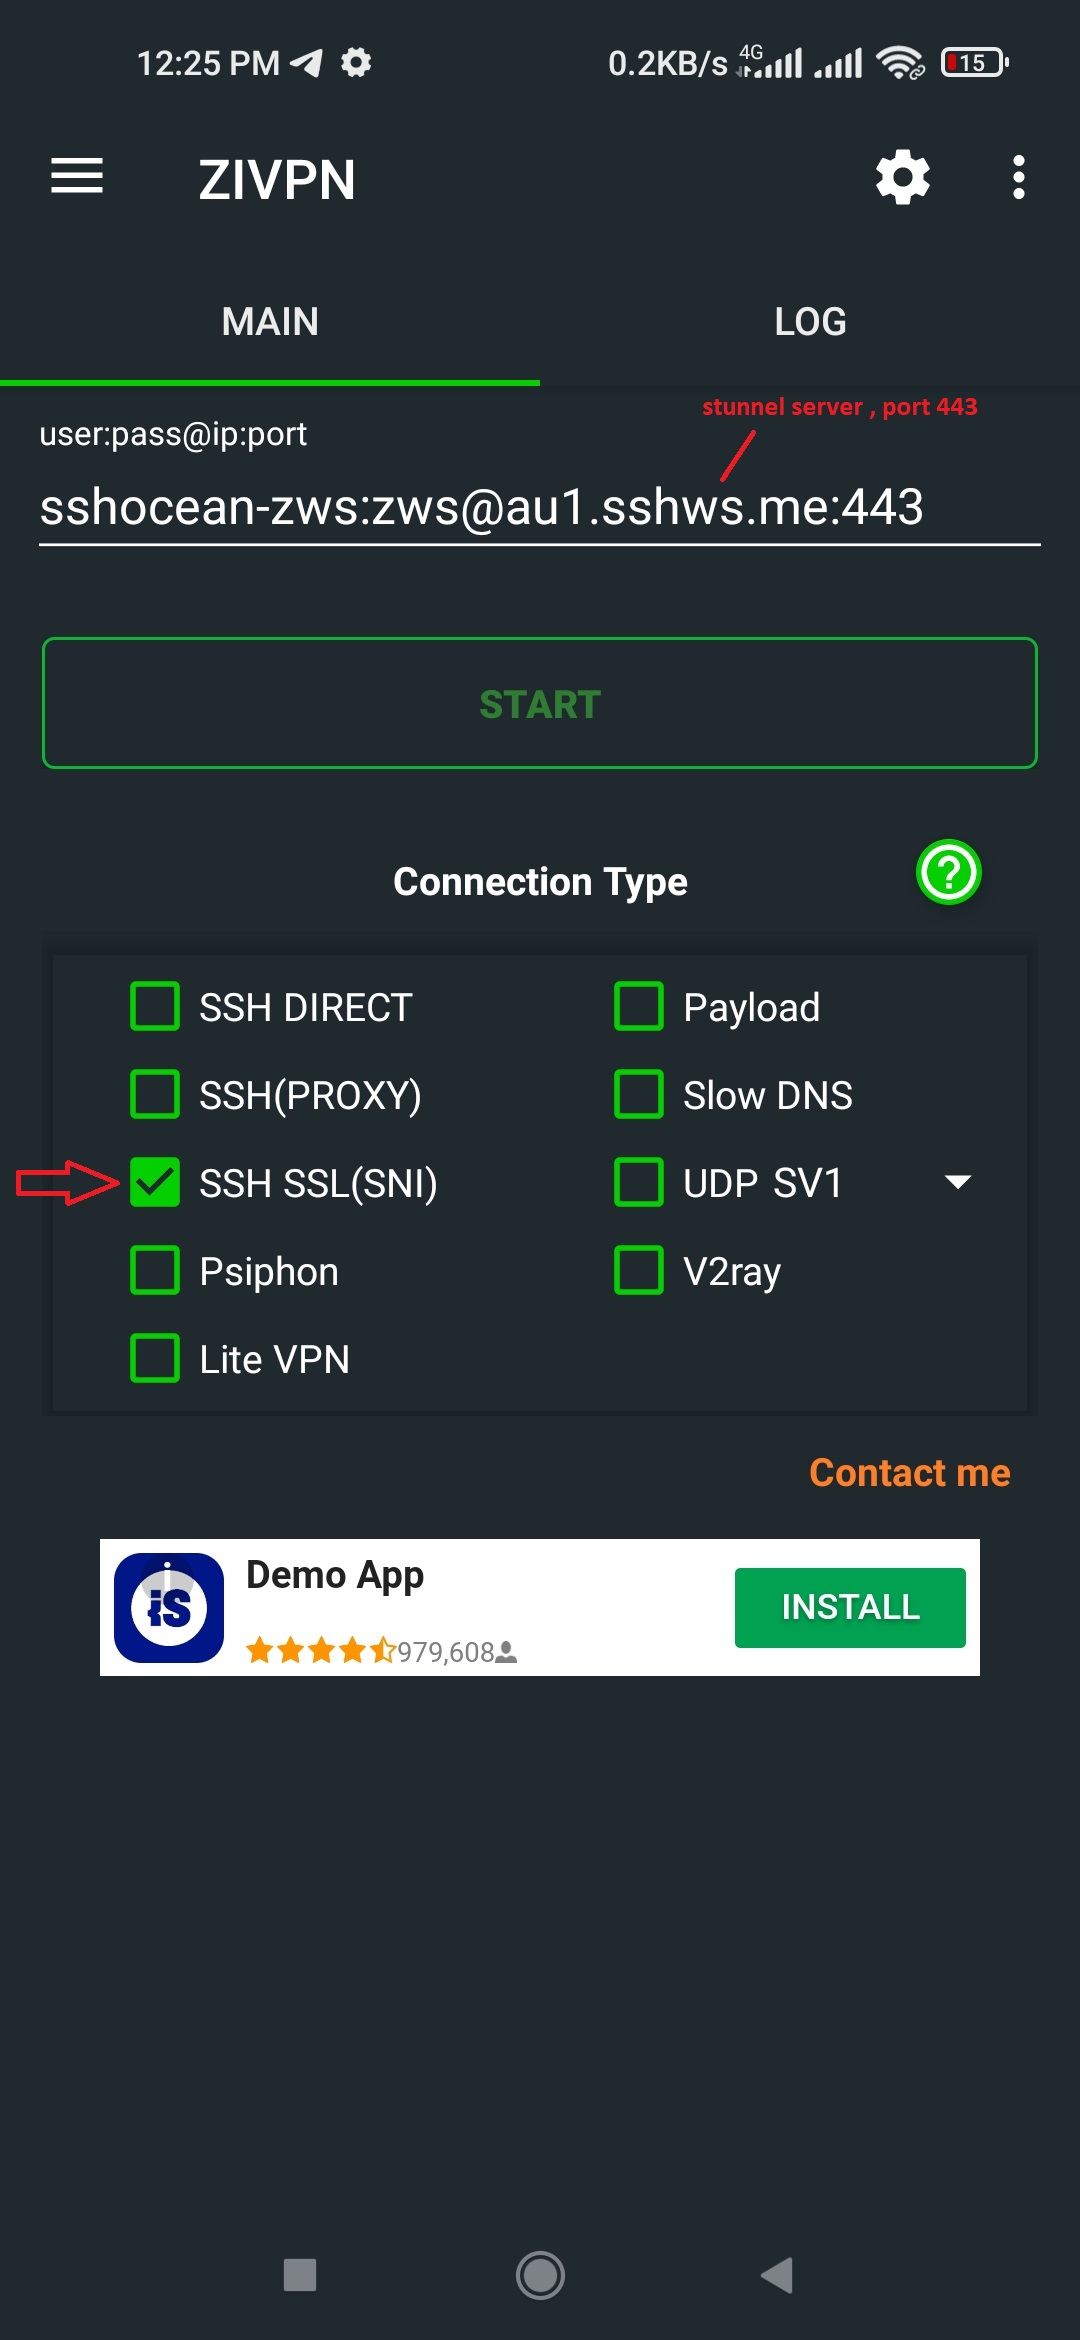 12:25 PM 0.2KB/s 4G 15
ZIVPN
MAIN LOG
stunnel server , port 443
user:pass@ip:port
sshocean-zws:zws@au1.sshws.me:443
START
Connection Type ?
SSH DIRECT Payload
SSH(PROXY) Slow DNS
SSH SSL(SNI) UDP SV1
Psiphon V2ray
Lite VPN
Contact me
Demo App
iS
INSTALL
979,608